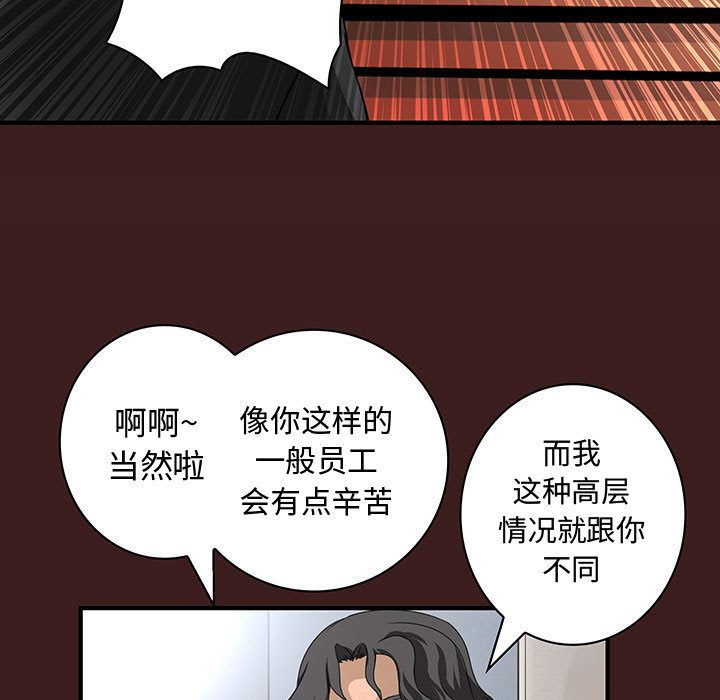 啊啊~
当然啦
像你这样的
一般员工
会有点辛苦
而我
这种高层
情况就跟你
不同